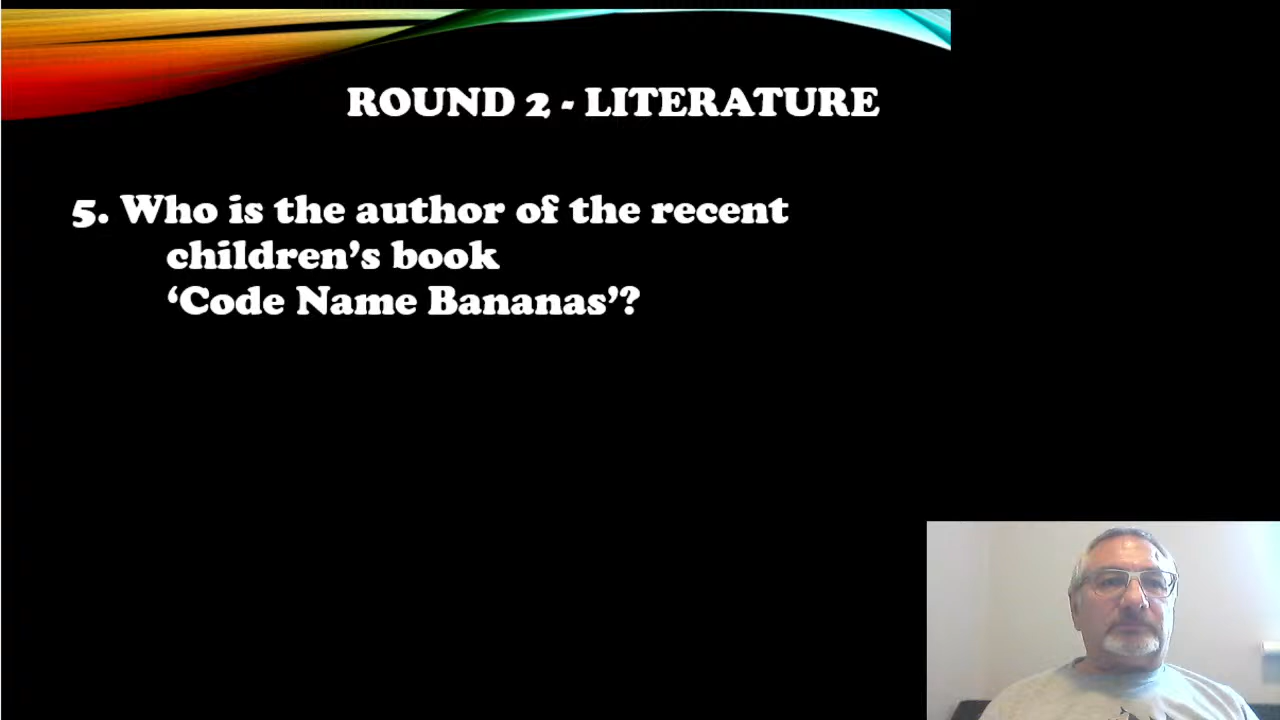 ROUND 2 - LITERATURE
5. Who is the author of the recent
children’s book
‘Code Name Bananas’?